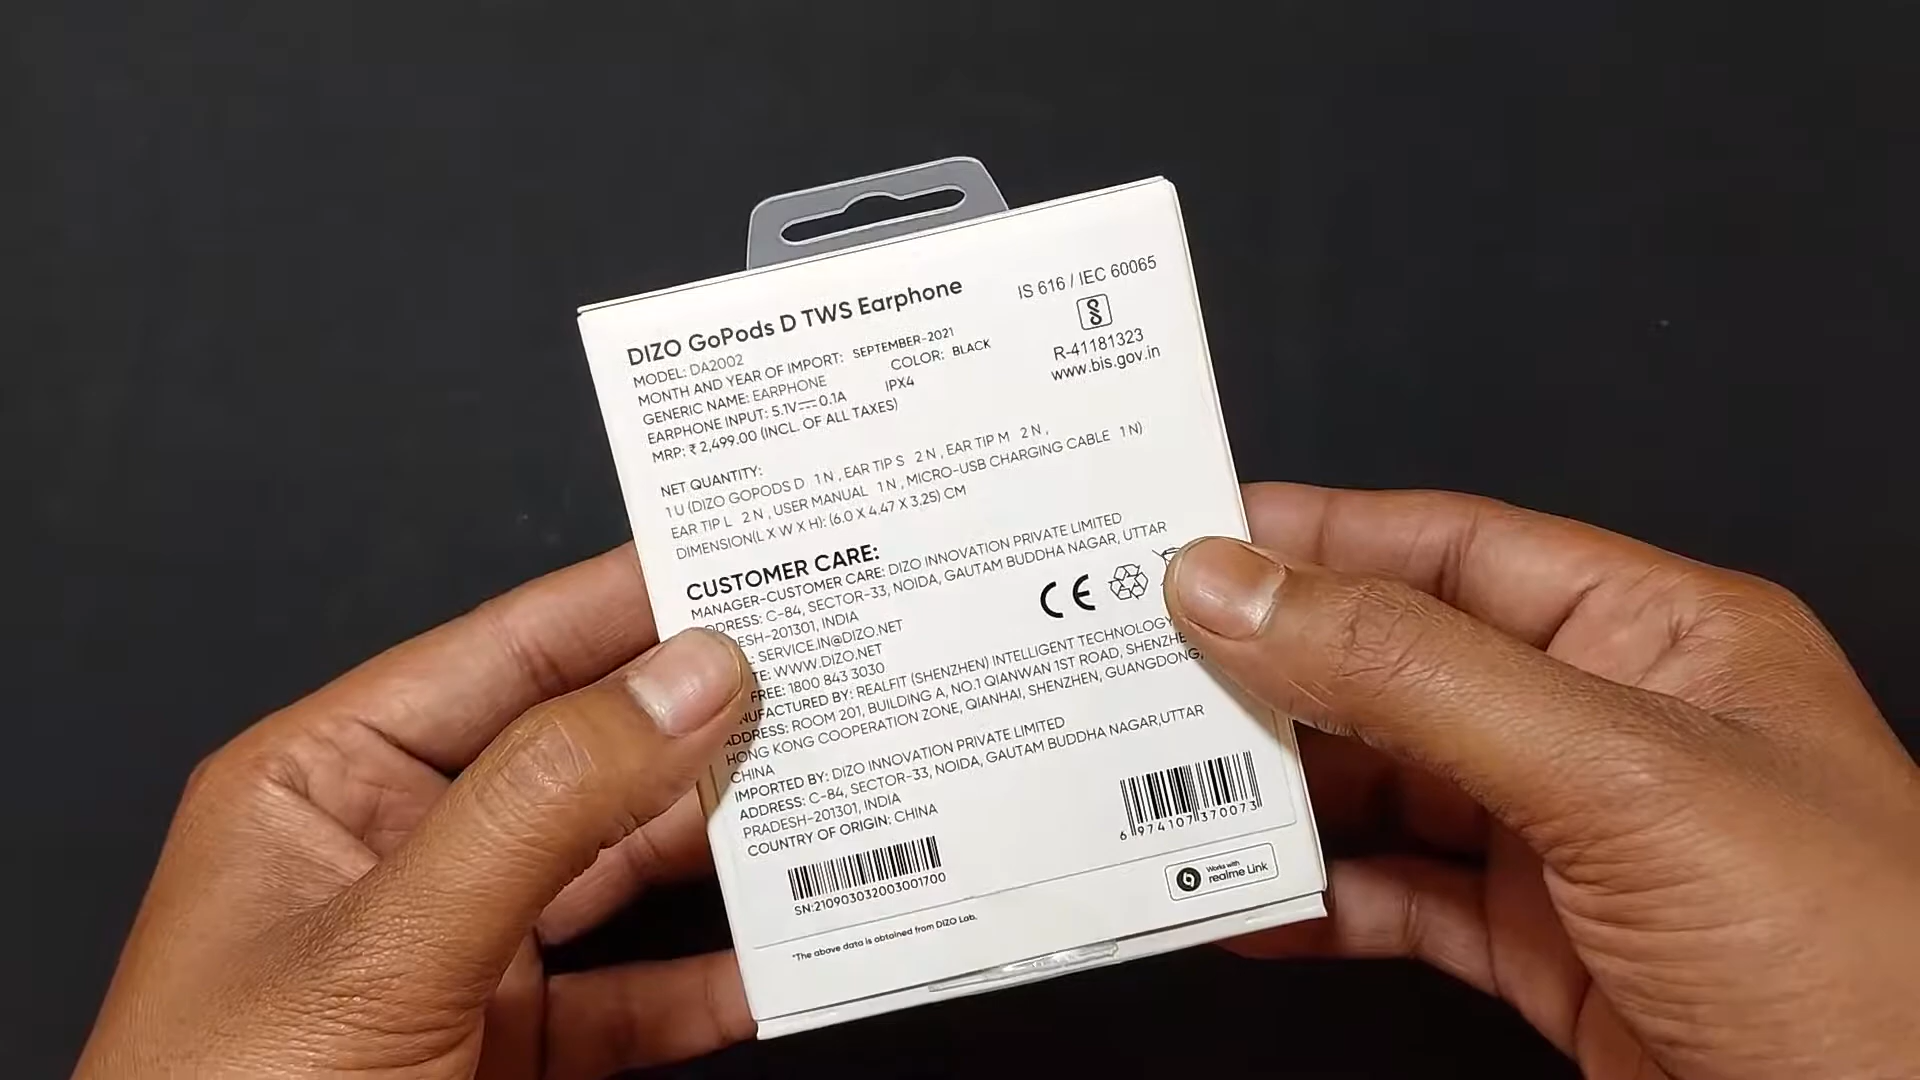 DIZO GoPods D TWS Earphone
MODEL: DA2002
MONTH AND YEAR OF IMPORT: SEPTEMBER-2021
GENERIC NAME: EARPHONE COLOR: BLACK
EARPHONE INPUT: 5.1V⎓0.1A IPX4
MRP: ₹ 2,499.00 (INCL. OF ALL TAXES)
IS 616 / IEC 60065
R-41181323
www.bis.gov.in
NET QUANTITY:
1 U (DIZO GOPODS D 1 N , EAR TIP S 2 N , EAR TIP M 2 N ,
EAR TIP L 2 N , USER MANUAL 1 N , MICRO-USB CHARGING CABLE 1 N)
DIMENSION(L X W X H): (6.0 X 4.47 X 3.25) CM
CUSTOMER CARE:
MANAGER-CUSTOMER CARE: DIZO INNOVATION PRIVATE LIMITED
ADDRESS: C-84, SECTOR-33, NOIDA, GAUTAM BUDDHA NAGAR, UTTAR
DESH-201301, INDIA
: SERVICE.IN@DIZO.NET
TE: WWW.DIZO.NET
FREE: 1800 843 3030
CE
NUFACTURED BY: REALFIT (SHENZHEN) INTELLIGENT TECHNOLOGY
ADDRESS: ROOM 201, BUILDING A, NO.1 QIANWAN 1ST ROAD, SHENZHE
HONG KONG COOPERATION ZONE, QIANHAI, SHENZHEN, GUANGDONG,
CHINA
IMPORTED BY: DIZO INNOVATION PRIVATE LIMITED
ADDRESS: C-84, SECTOR-33, NOIDA, GAUTAM BUDDHA NAGAR,UTTAR
PRADESH-201301, INDIA
COUNTRY OF ORIGIN: CHINA
6 974107 370073
SN:210903032003001700
Works with
realme Link
*The above data is obtained from DIZO Lab.